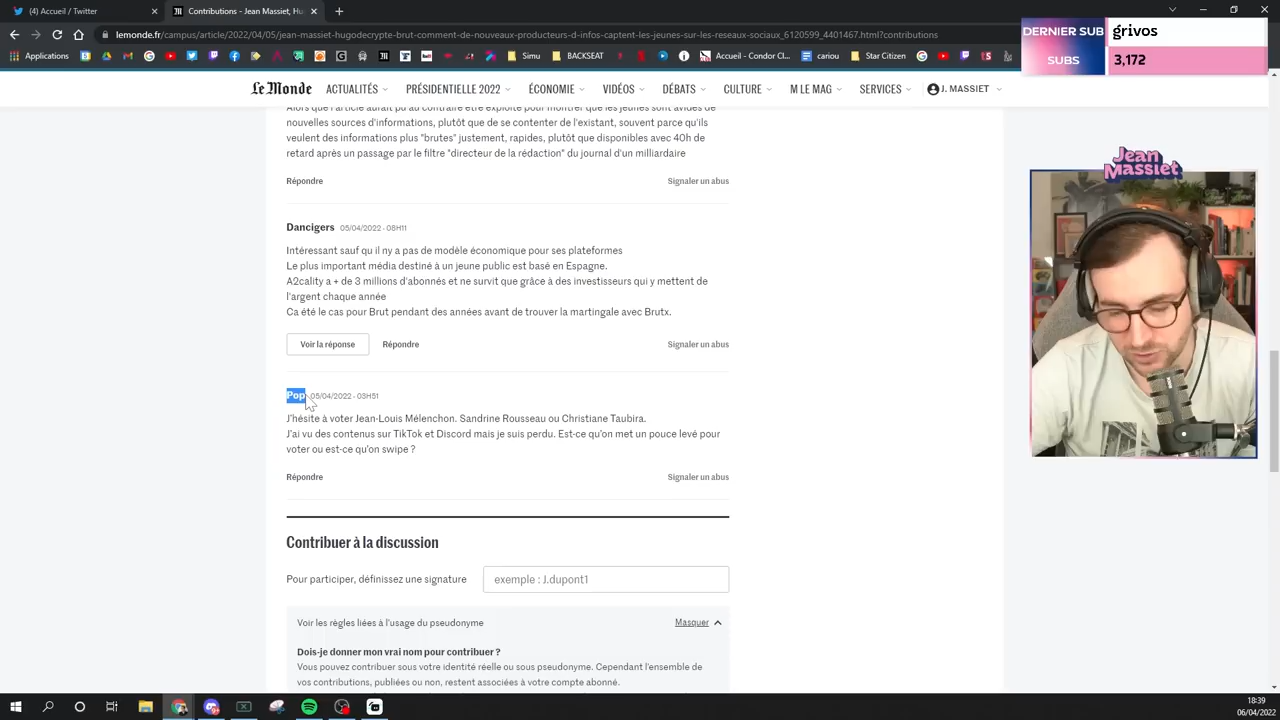 (4) Accueil / Twitter
Contributions – Jean-Massiet, Hu
lemonde.fr/campus/article/2022/04/05/jean-massiet-hugodecrypte-brut-comment-de-nouveaux-producteurs-d-infos-captent-les-jeunes-sur-les-reseaux-sociaux_6120599_4401467.html?contributions
Applications
Simu
BACKSEAT
Accueil - Condor Cl...
cariou
Star Citizen
DERNIER SUB
grivos
SUBS
3,172
Le Monde
ACTUALITÉS
PRÉSIDENTIELLE 2022
ÉCONOMIE
VIDÉOS
DÉBATS
CULTURE
M LE MAG
SERVICES
J. MASSIET
Alors que l'article aurait pu au contraire être exploité pour montrer que les jeunes sont avides de
nouvelles sources d'informations, plutôt que de se contenter de l'existant, souvent parce qu'ils
veulent des informations plus "brutes" justement, rapides, plutôt que disponibles avec 40h de
retard après un passage par le filtre "directeur de la rédaction" du journal d'un milliardaire
Répondre
Signaler un abus
Dancigers 05/04/2022 - 08H11
Intéressant sauf qu il ny a pas de modèle économique pour ses plateformes
Le plus important média destiné à un jeune public est basé en Espagne.
A2cality a + de 3 millions d'abonnés et ne survit que grâce à des investisseurs qui y mettent de
l'argent chaque année
Ca été le cas pour Brut pendant des années avant de trouver la martingale avec Brutx.
Voir la réponse
Répondre
Signaler un abus
Pop 05/04/2022 - 03H51
J'hésite à voter Jean-Louis Mélenchon. Sandrine Rousseau ou Christiane Taubira.
J'ai vu des contenus sur TikTok et Discord mais je suis perdu. Est-ce qu'on met un pouce levé pour
voter ou est-ce qu'on swipe ?
Répondre
Signaler un abus
Contribuer à la discussion
Pour participer, définissez une signature
exemple : J.dupont1
Voir les règles liées à l'usage du pseudonyme
Masquer
Dois-je donner mon vrai nom pour contribuer ?
Vous pouvez contribuer sous votre identité réelle ou sous pseudonyme. Cependant l'ensemble de
vos contributions, publiées ou non, restent associées à votre compte abonné.
Jean
Massiet
18:39
06/04/2022